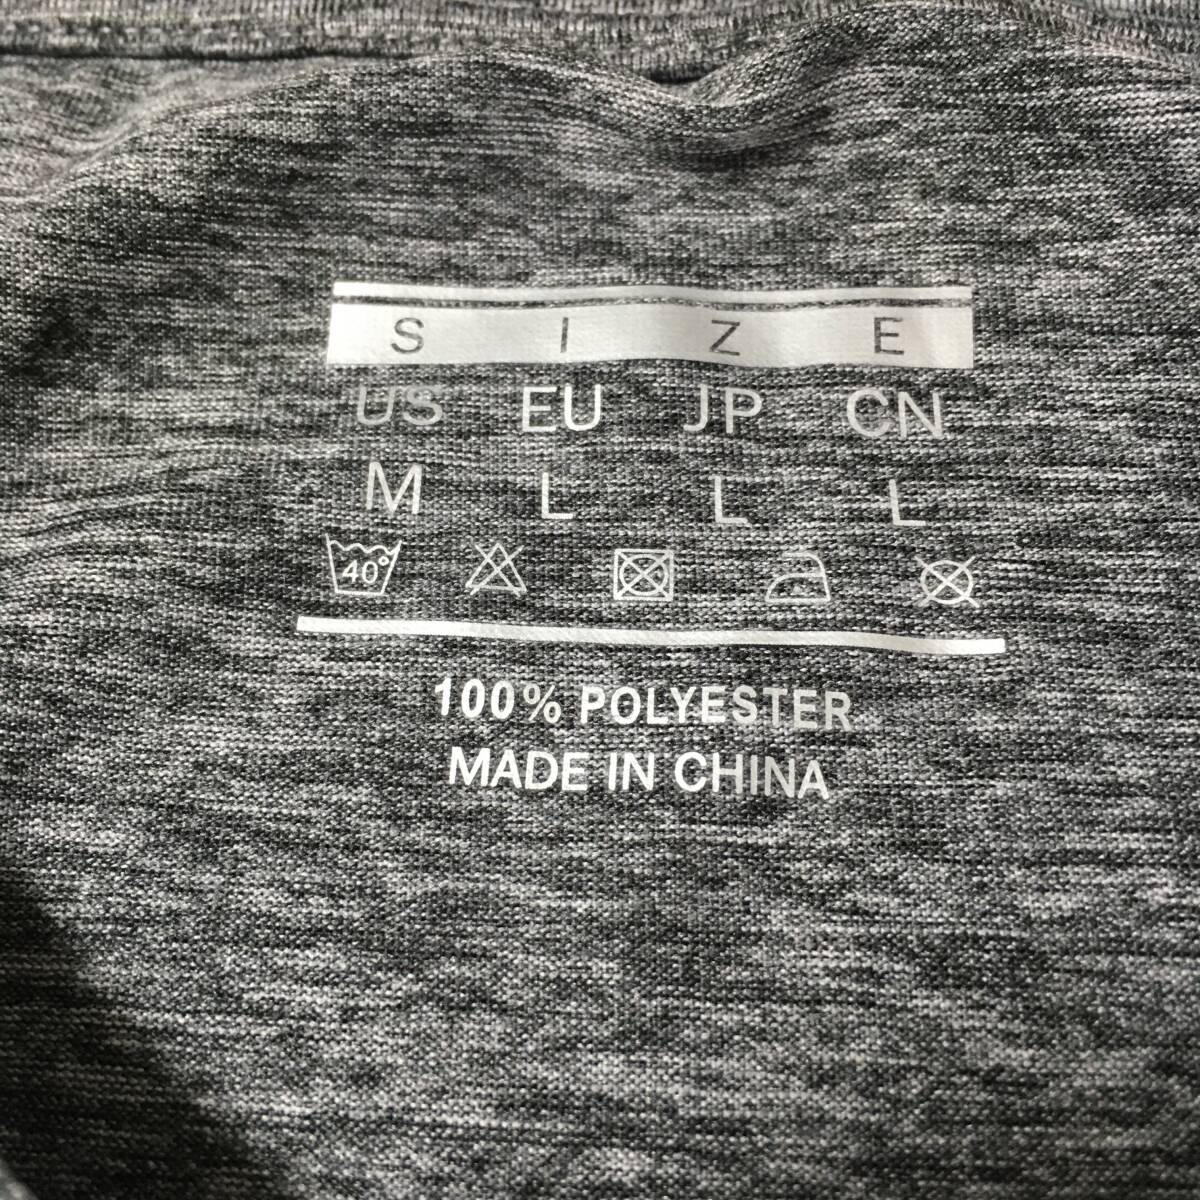 SIZE
US EU JP CN
M L L L
40°
100% POLYESTER
MADE IN CHINA